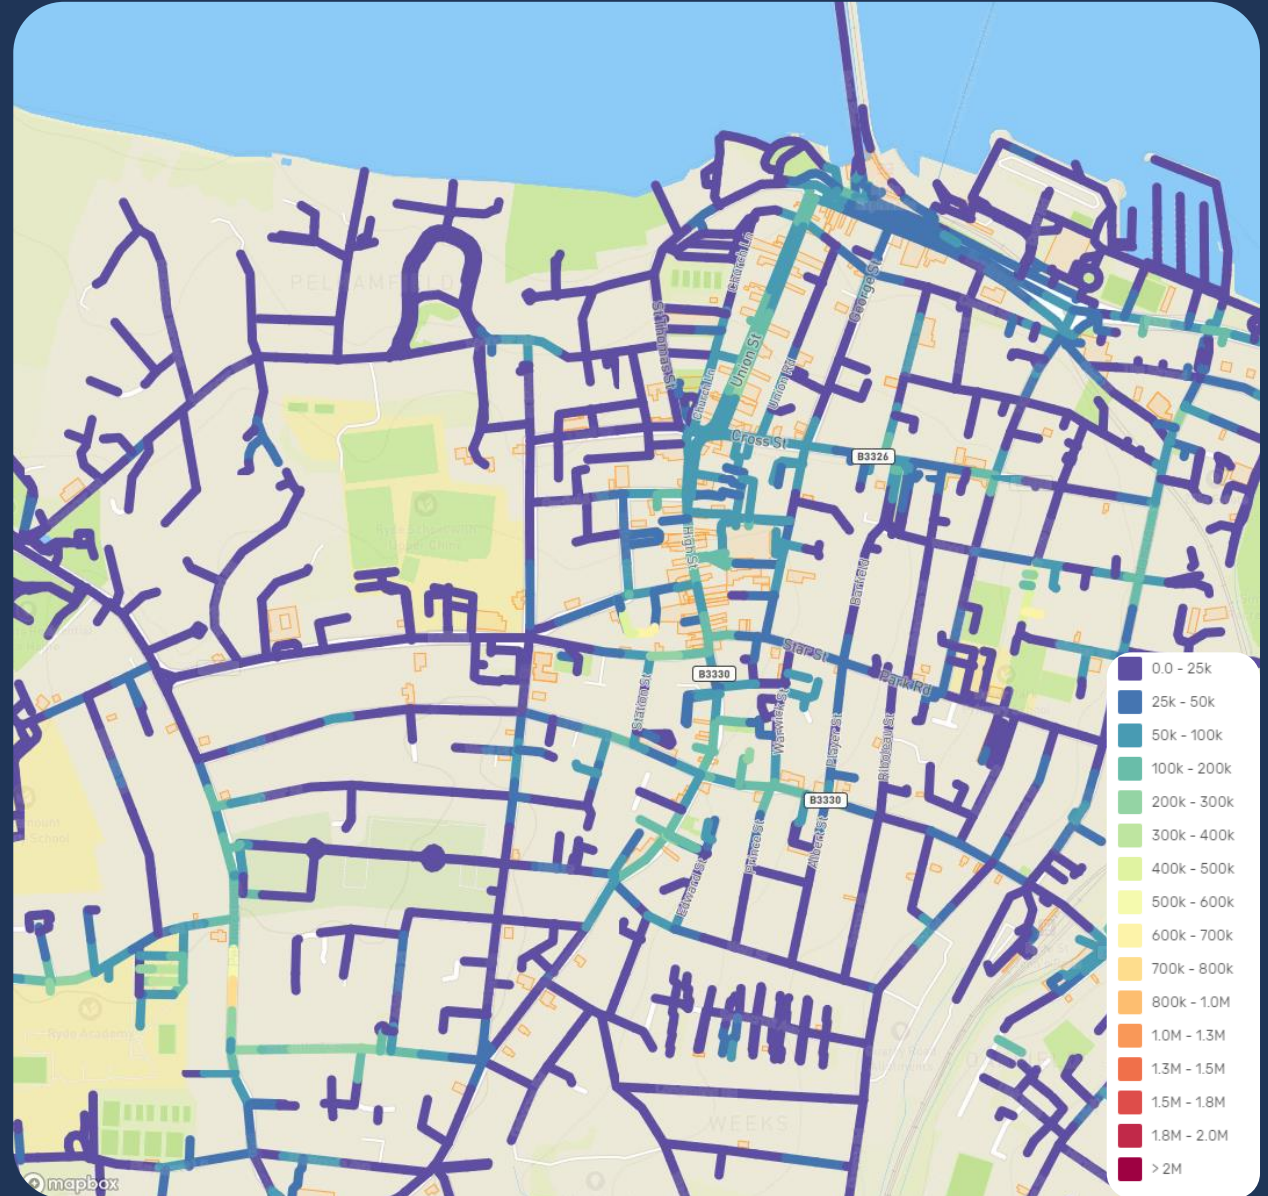 PELHAMFIELD
Church Ln
George St
St Thomas St
Union St
Union Rd
Church Ln
Cross St
B3326
High St
Barfield
Star St
B3330
Park Rd
Station St
Warwick St
Player St
B3330
Prince St
Albert St
Edward St
Ryde Academy
WEEKS
mapbox
0.0 - 25k
25k - 50k
50k - 100k
100k - 200k
200k - 300k
300k - 400k
400k - 500k
500k - 600k
600k - 700k
700k - 800k
800k - 1.0M
1.0M - 1.3M
1.3M - 1.5M
1.5M - 1.8M
1.8M - 2.0M
> 2M